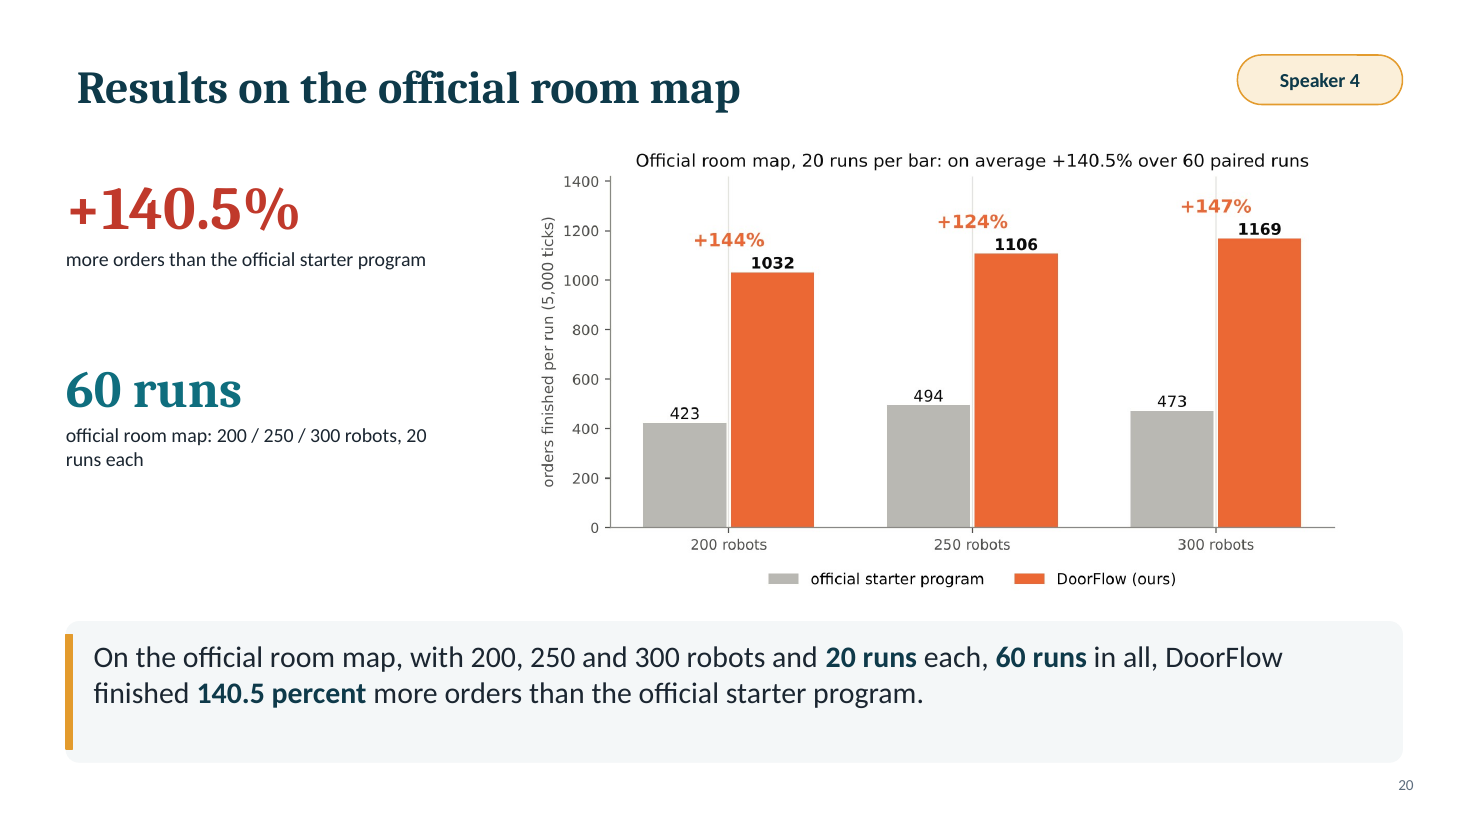 Results on the official room map
Speaker 4
+140.5%
more orders than the official starter program
60 runs
official room map: 200 / 250 / 300 robots, 20
runs each
Official room map, 20 runs per bar: on average +140.5% over 60 paired runs
orders finished per run (5,000 ticks)
1400
1200
1000
800
600
400
200
0
+144%
1032
423
+124%
1106
494
+147%
1169
473
200 robots
250 robots
300 robots
official starter program
DoorFlow (ours)
On the official room map, with 200, 250 and 300 robots and 20 runs each, 60 runs in all, DoorFlow
finished 140.5 percent more orders than the official starter program.
20